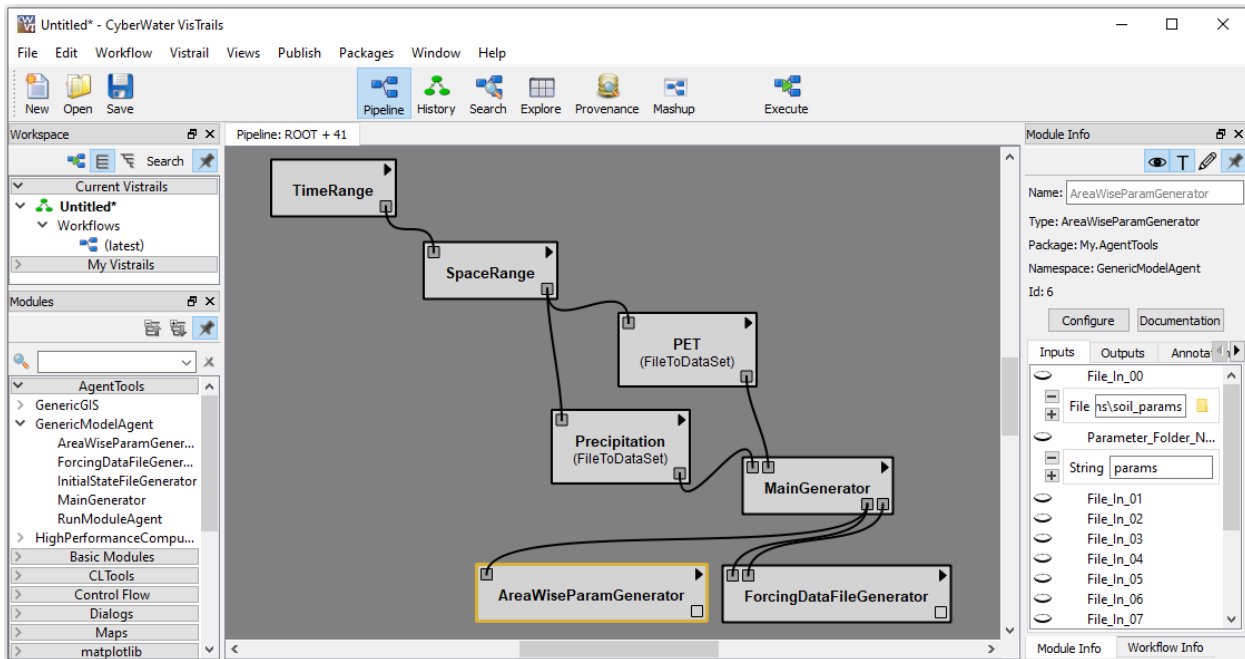 Untitled* - CyberWater VisTrails
File Edit Workflow Vistrail Views Publish Packages Window Help
New Open Save Pipeline History Search Explore Provenance Mashup Execute
Workspace
Search
Current Vistrails
Untitled*
Workflows
(latest)
My Vistrails
Modules
AgentTools
GenericGIS
GenericModelAgent
AreaWiseParamGener...
ForcingDataFileGener...
InitialStateFileGenerator
MainGenerator
RunModuleAgent
HighPerformanceCompu...
Basic Modules
CLTools
Control Flow
Dialogs
Maps
matplotlib
Pipeline: ROOT + 41
TimeRange
SpaceRange
PET
(FileToDataSet)
Precipitation
(FileToDataSet)
MainGenerator
AreaWiseParamGenerator
ForcingDataFileGenerator
Module Info
Name: AreaWiseParamGenerator
Type: AreaWiseParamGenerator
Package: My.AgentTools
Namespace: GenericModelAgent
Id: 6
Configure Documentation
Inputs Outputs Annotat
File_In_00
File ns\soil_params
Parameter_Folder_N...
String params
File_In_01
File_In_02
File_In_03
File_In_04
File_In_05
File_In_06
File_In_07
Module Info Workflow Info